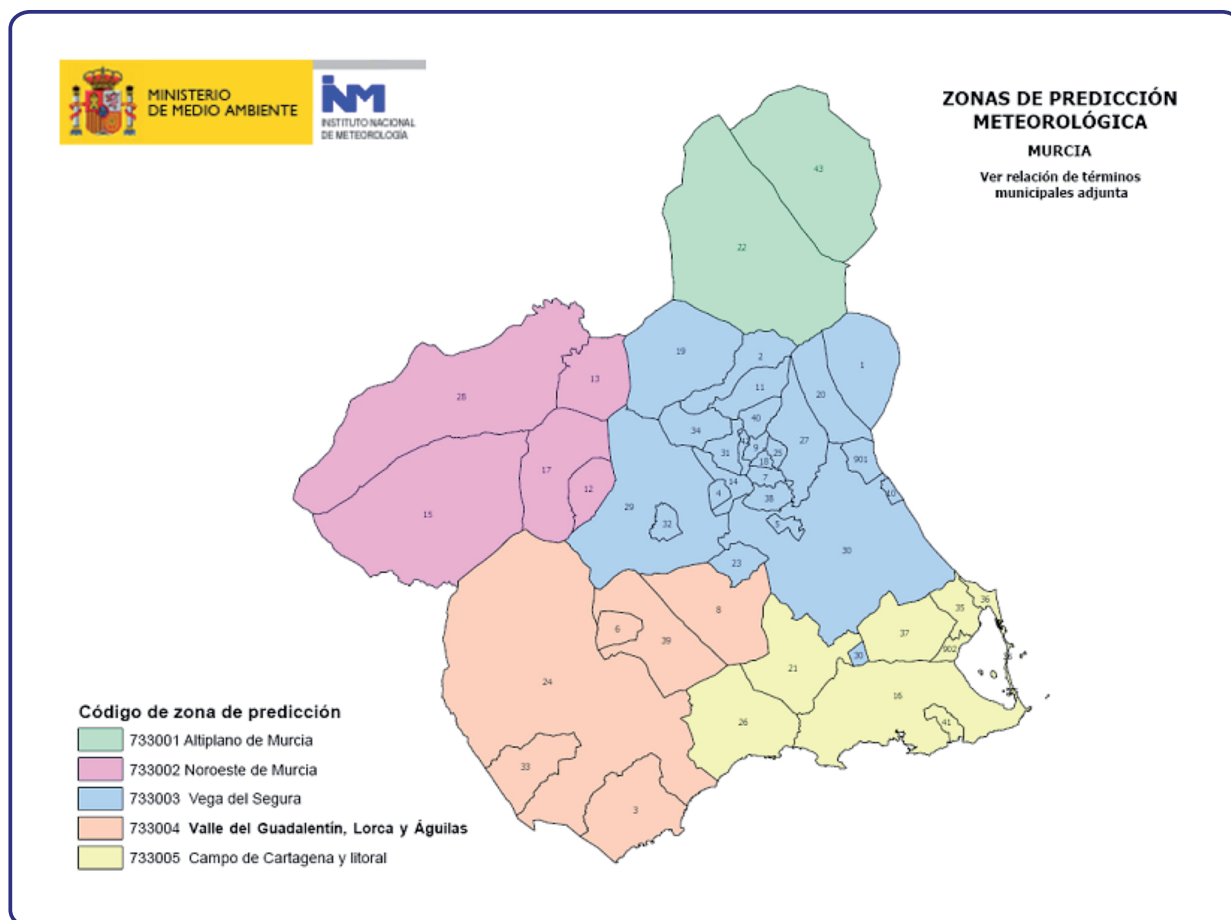 MINISTERIO
DE MEDIO AMBIENTE
INM
INSTITUTO NACIONAL
DE METEOROLOGÍA
ZONAS DE PREDICCIÓN
METEOROLÓGICA
MURCIA
Ver relación de términos
municipales adjunta
43
22
19
2
1
13
11
20
28
40
34
27
9
25
31
18
901
17
7
14
12
10
4
38
15
29
32
5
30
23
36
8
35
6
37
39
902
30
21
24
16
26
41
33
3
Código de zona de predicción
733001 Altiplano de Murcia
733002 Noroeste de Murcia
733003 Vega del Segura
733004 Valle del Guadalentín, Lorca y Águilas
733005 Campo de Cartagena y litoral